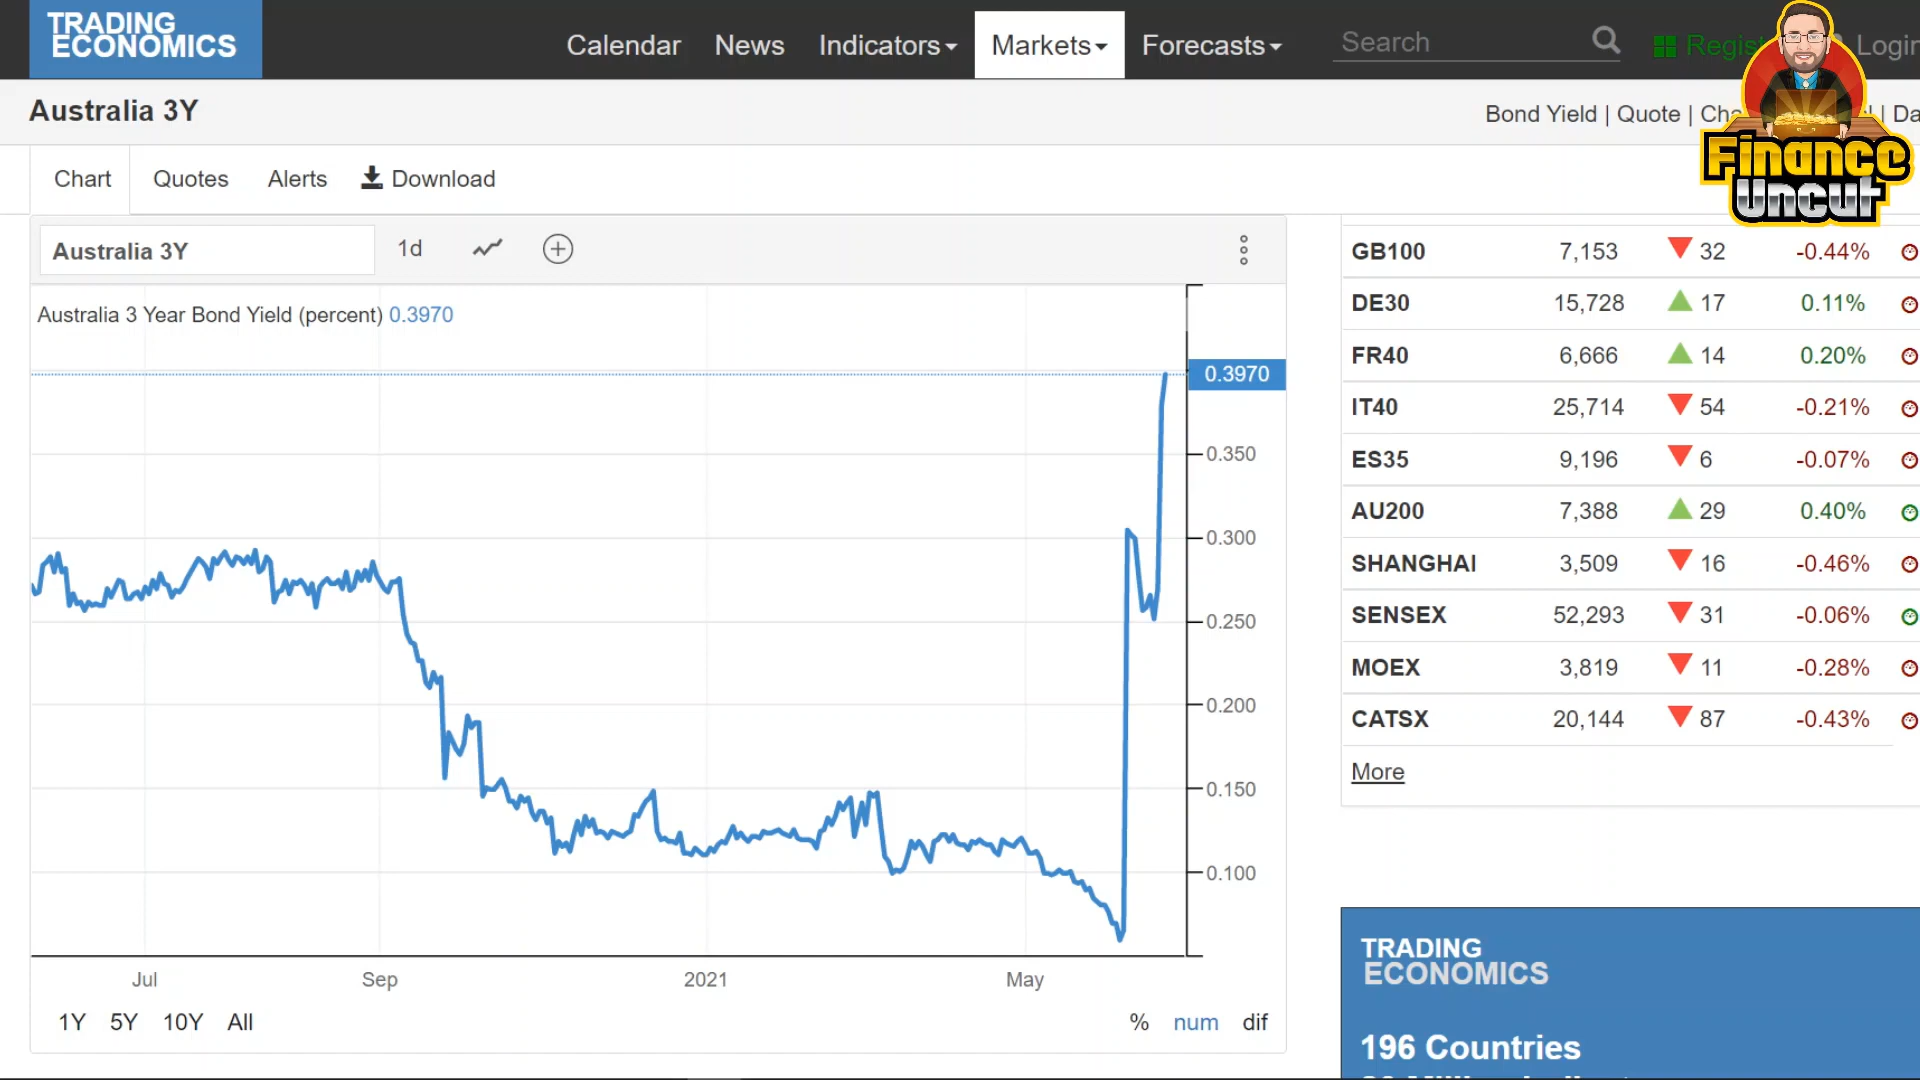 TRADING
ECONOMICS
Calendar News Indicators Markets Forecasts Search Login
Australia 3Y
Bond Yield | Quote |
Chart Quotes Alerts Download
Australia 3Y 1d
Australia 3 Year Bond Yield (percent) 0.3970
0.3970
0.350
0.300
0.250
0.200
0.150
0.100
Jul Sep 2021 May
1Y 5Y 10Y All % num dif
Finance
Uncut
GB100 7,153 32 -0.44%
DE30 15,728 17 0.11%
FR40 6,666 14 0.20%
IT40 25,714 54 -0.21%
ES35 9,196 6 -0.07%
AU200 7,388 29 0.40%
SHANGHAI 3,509 16 -0.46%
SENSEX 52,293 31 -0.06%
MOEX 3,819 11 -0.28%
CATSX 20,144 87 -0.43%
More
TRADING
ECONOMICS
196 Countries